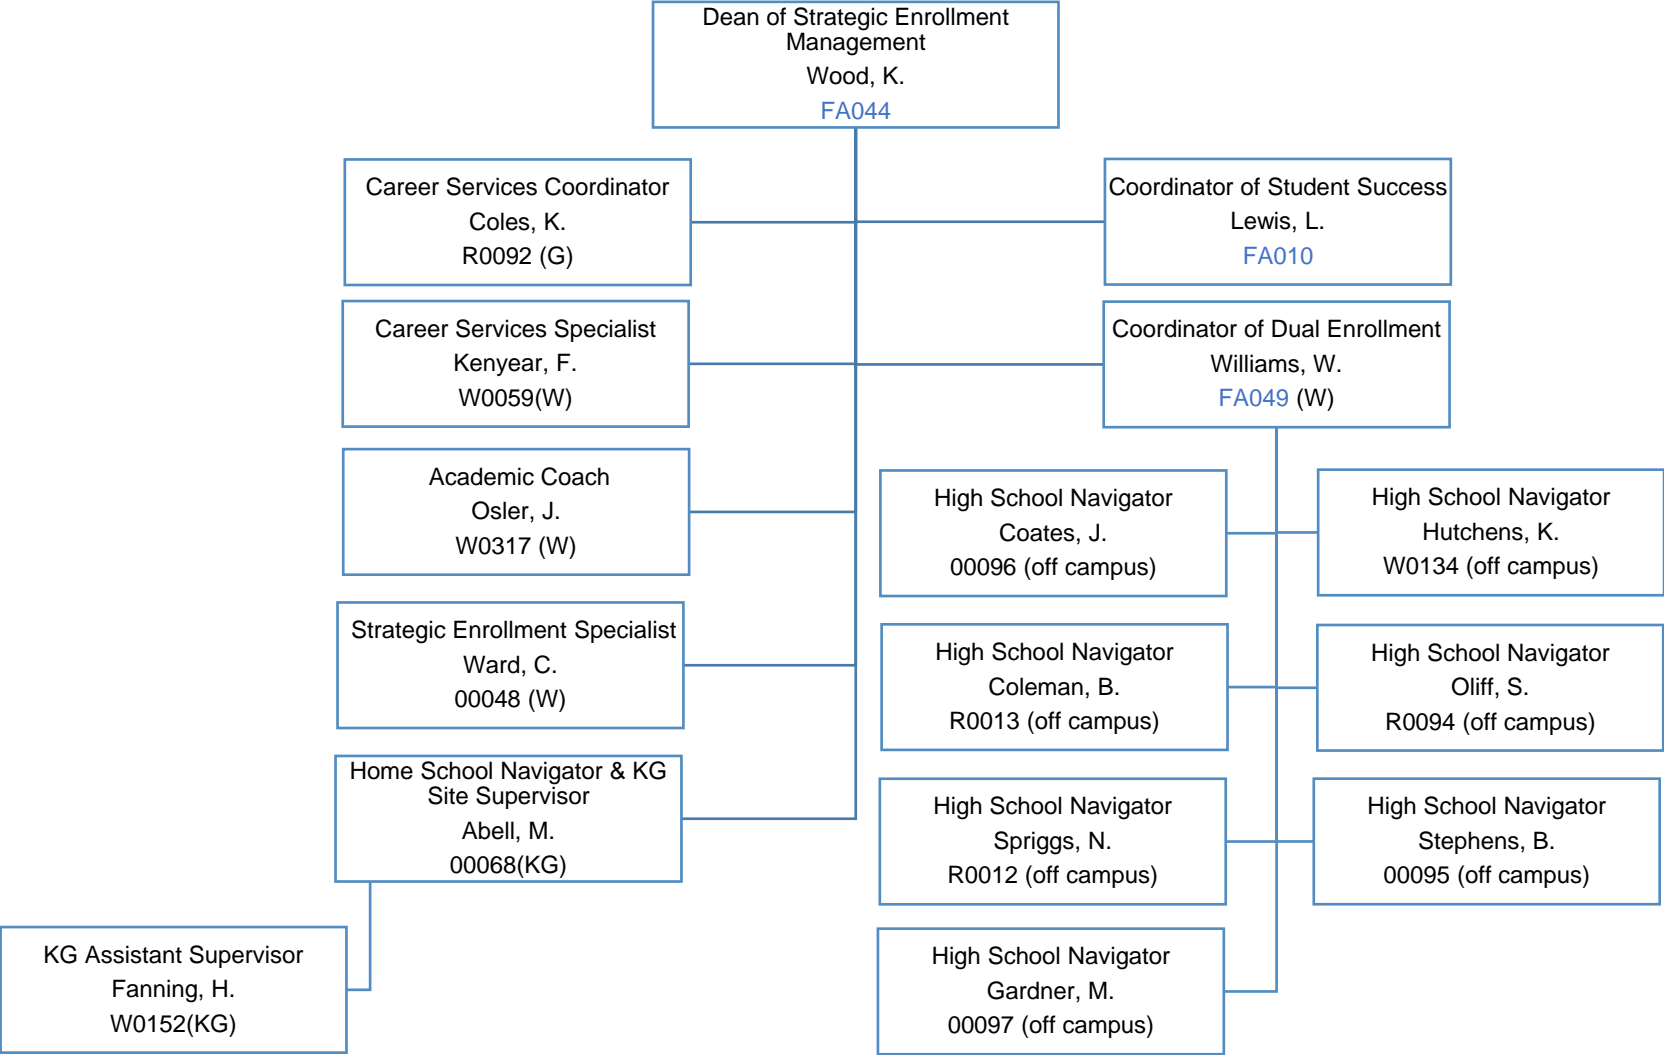 Dean of Strategic Enrollment
Management
Wood, K.
FA044
Career Services Coordinator
Coles, K.
R0092 (G)
Coordinator of Student Success
Lewis, L.
FA010
Career Services Specialist
Kenyear, F.
W0059(W)
Coordinator of Dual Enrollment
Williams, W.
FA049 (W)
Academic Coach
Osler, J.
W0317 (W)
High School Navigator
Coates, J.
00096 (off campus)
High School Navigator
Hutchens, K.
W0134 (off campus)
Strategic Enrollment Specialist
Ward, C.
00048 (W)
High School Navigator
Coleman, B.
R0013 (off campus)
High School Navigator
Oliff, S.
R0094 (off campus)
Home School Navigator & KG
Site Supervisor
Abell, M.
00068(KG)
High School Navigator
Spriggs, N.
R0012 (off campus)
High School Navigator
Stephens, B.
00095 (off campus)
KG Assistant Supervisor
Fanning, H.
W0152(KG)
High School Navigator
Gardner, M.
00097 (off campus)